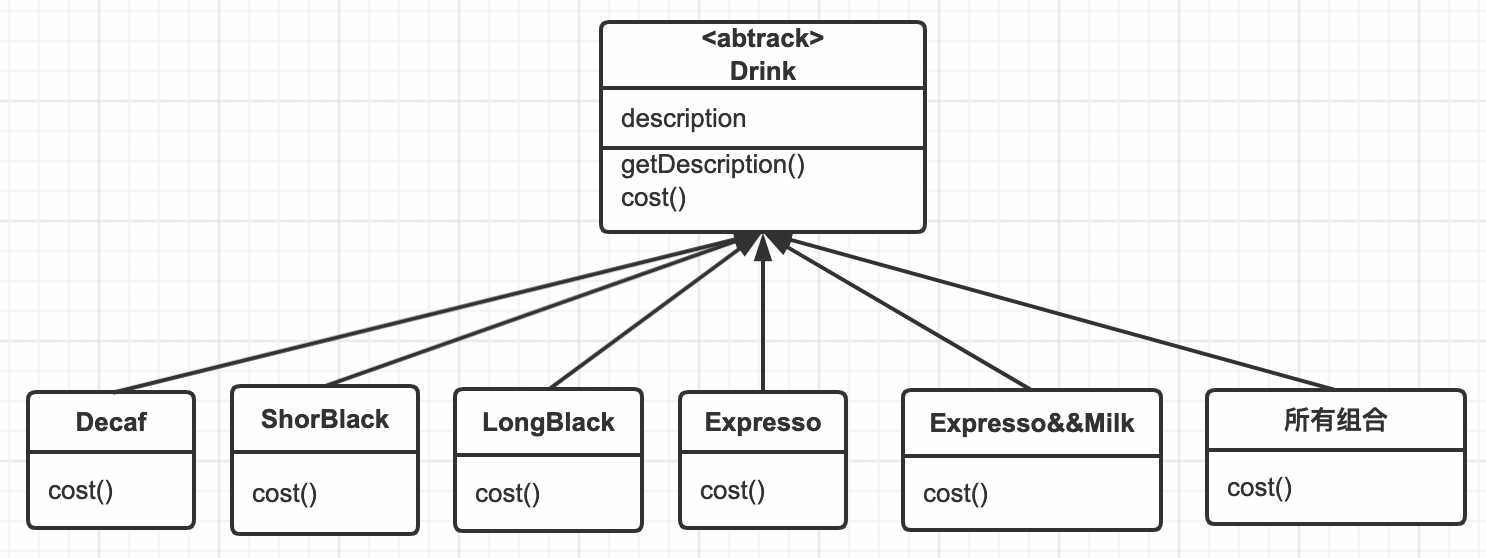 <abtrack>
Drink
description
getDescription()
cost()
Decaf
cost()
ShorBlack
cost()
LongBlack
cost()
Expresso
cost()
Expresso&&Milk
cost()
所有组合
cost()